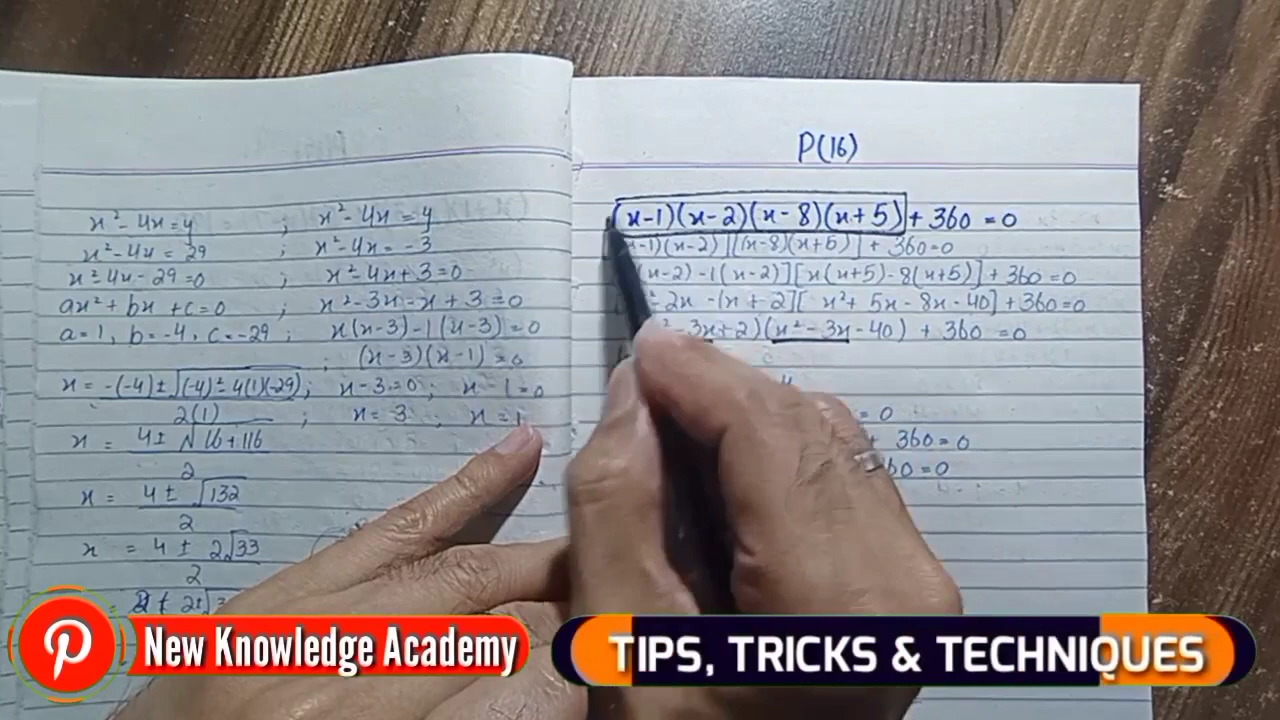 x²-4x=y ; x²-4x=y
x²-4x=29 ; x²-4x=-3
x²-4x-29=0 ; x²-4x+3=0
ax²+bx+c=0 ; x²-3x-x+3=0
a=1, b=-4, c=-29 ; x(x-3)-1(x-3)=0
; (x-3)(x-1)=0
x= -(-4)±√(-4)±4(1)(-29) ; x-3=0 ; x-1=0
2(1) ; x=3 ; x=1
x= 4±√16+116
2
x= 4±√132
2
x = 4± 2√33
2
P(16)
(x-1)(x-2)(x-8)(x+5)+360=0
x-1)(x-2)][(x-8)(x+5)]+360=0
(x-2)-1(x-2)][x(x+5)-8(x+5)]+360=0
-2x-(x+2][x²+5x-8x-40]+360=0
-3x+2)(x²-3x-40)+360=0
=0
360=0
60=0
New Knowledge Academy
TIPS, TRICKS & TECHNIQUES